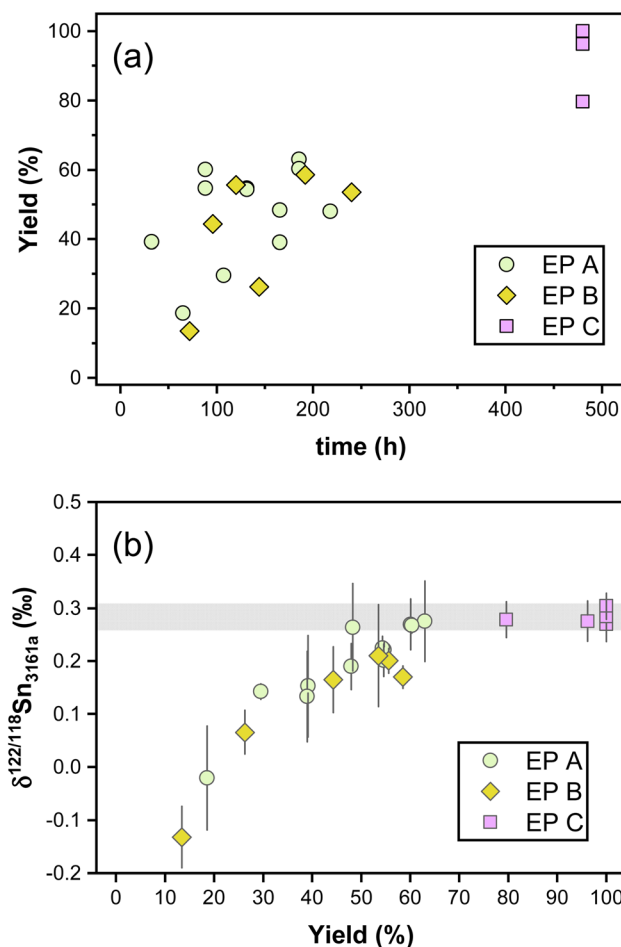 (a)
Yield (%)
100
80
60
40
20
0
EP A
EP B
EP C
0 100 200 300 400 500
time (h)
(b)
δ122/118Sn3161a (‰)
0.5
0.4
0.3
0.2
0.1
0.0
-0.1
-0.2
EP A
EP B
EP C
0 10 20 30 40 50 60 70 80 90 100
Yield (%)